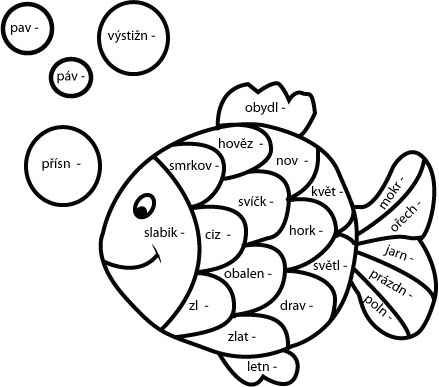 pav -
výstižn -
páv -
přísn -
obydl -
hověz -
smrkov -
nov -
květ -
svíčk -
slabik -
ciz -
hork -
obalen -
světl -
zl -
drav -
zlat -
letn -
mokr -
ořech -
jarn -
prázdn -
poln -